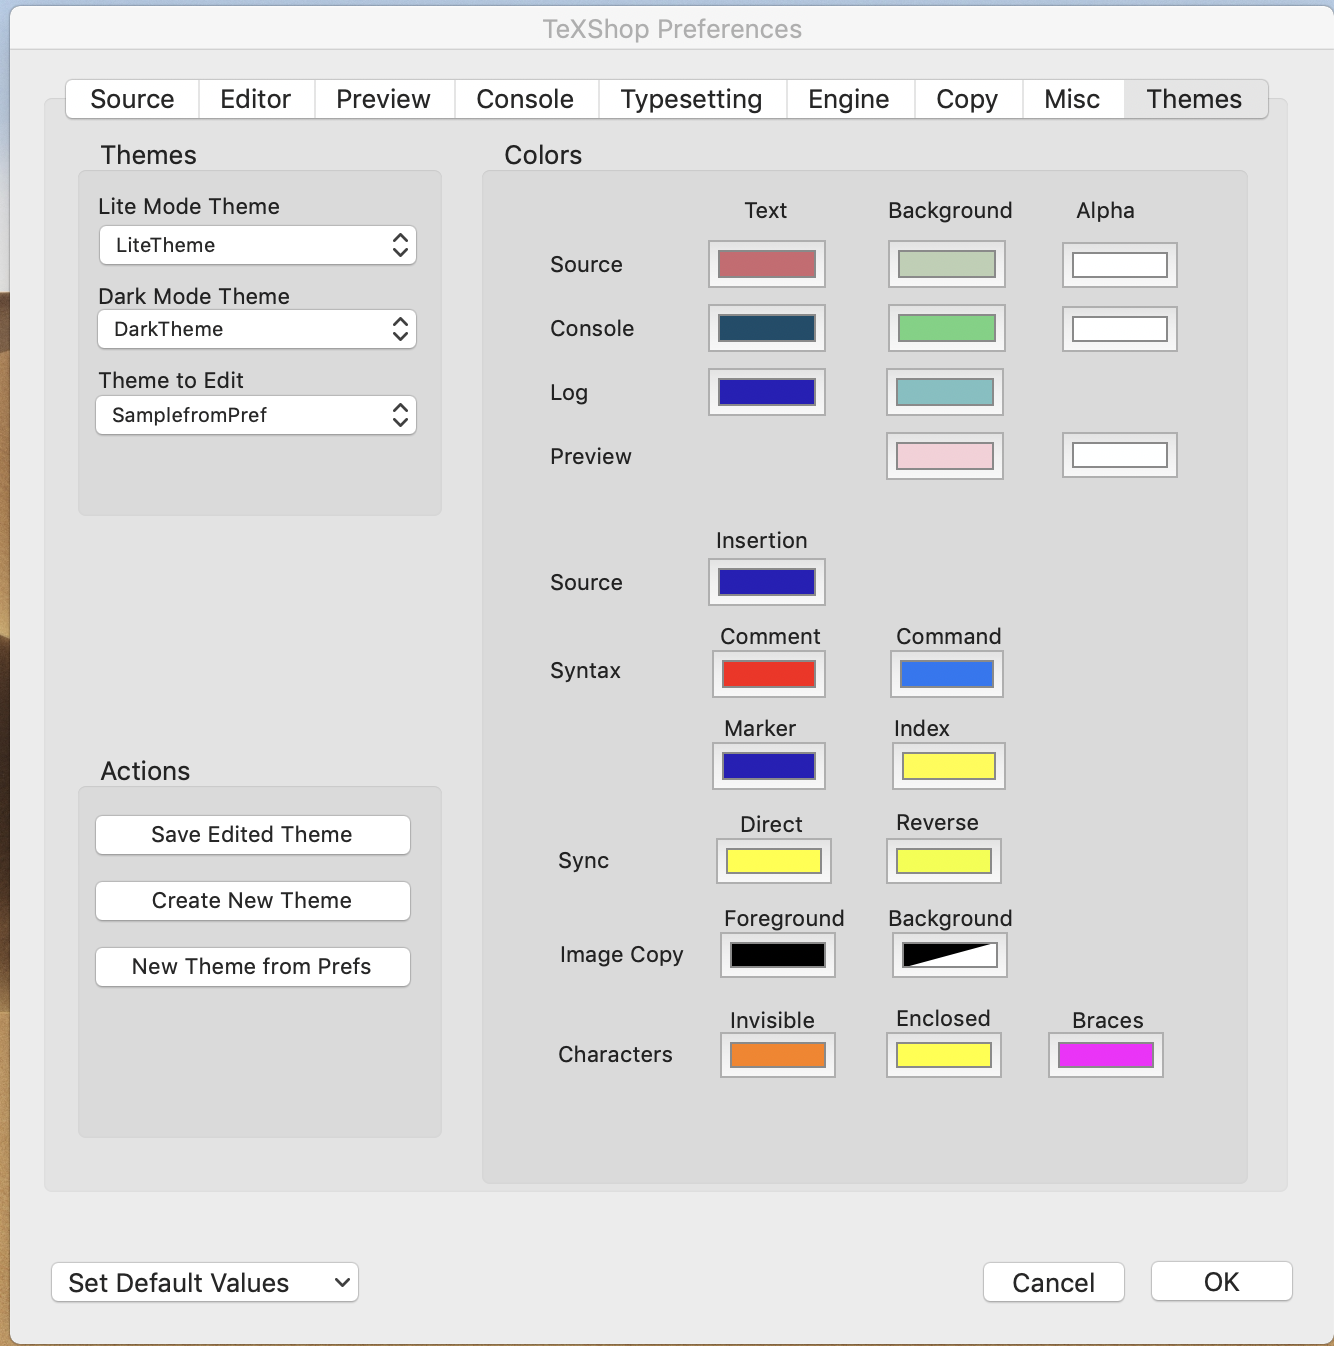 TeXShop Preferences
Source Editor Preview Console Typesetting Engine Copy Misc Themes
Themes
Lite Mode Theme
LiteTheme
Dark Mode Theme
DarkTheme
Theme to Edit
SamplefromPref
Actions
Save Edited Theme
Create New Theme
New Theme from Prefs
Colors
Text Background Alpha
Source
Console
Log
Preview
Insertion
Source
Comment Command
Syntax
Marker Index
Direct Reverse
Sync
Foreground Background
Image Copy
Invisible Enclosed Braces
Characters
Set Default Values Cancel OK